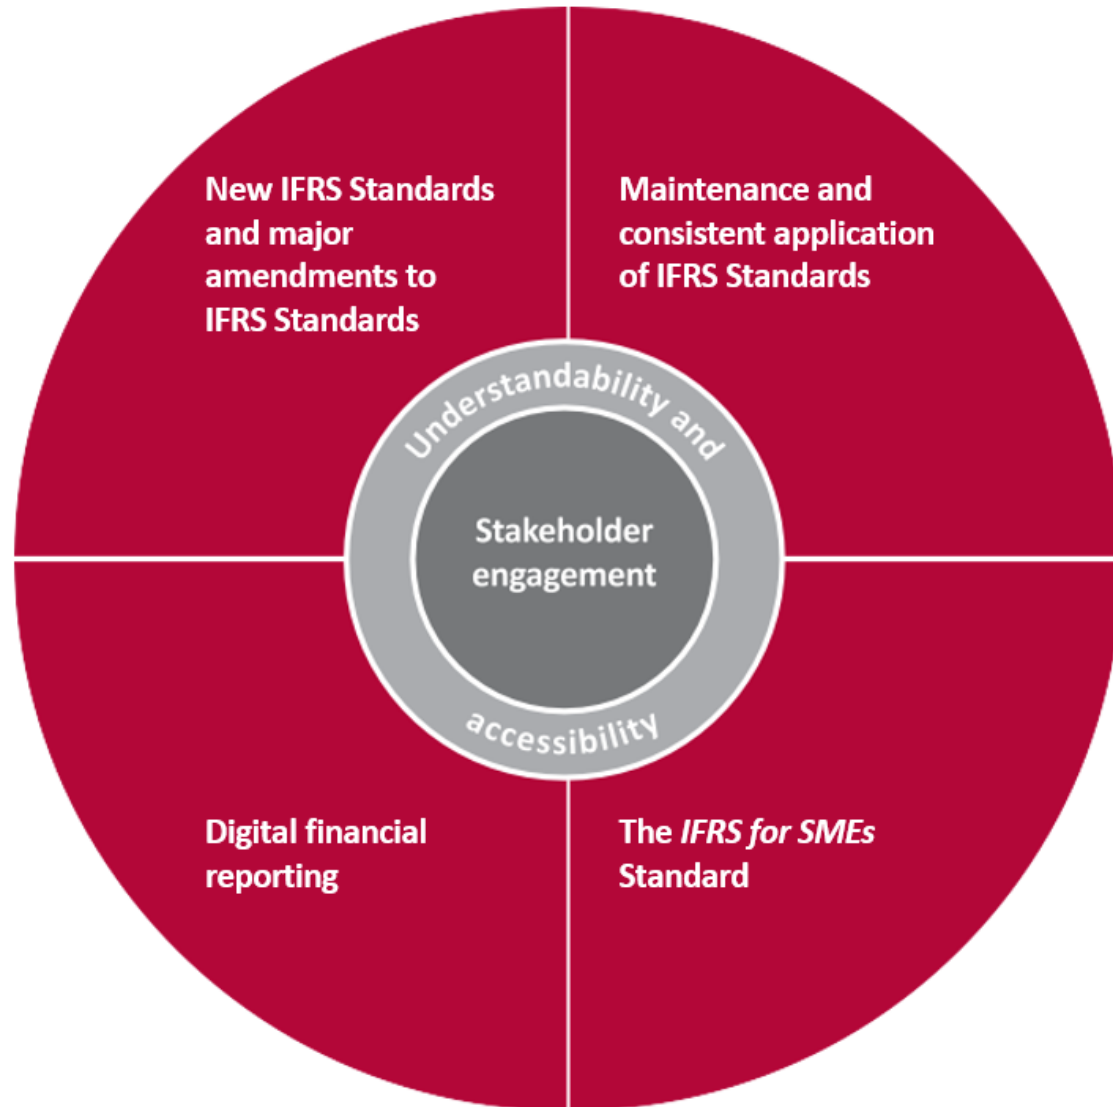 New IFRS Standards
and major
amendments to
IFRS Standards
Maintenance and
consistent application
of IFRS Standards
Understandability and
accessibility
Stakeholder
engagement
Digital financial
reporting
The IFRS for SMEs
Standard